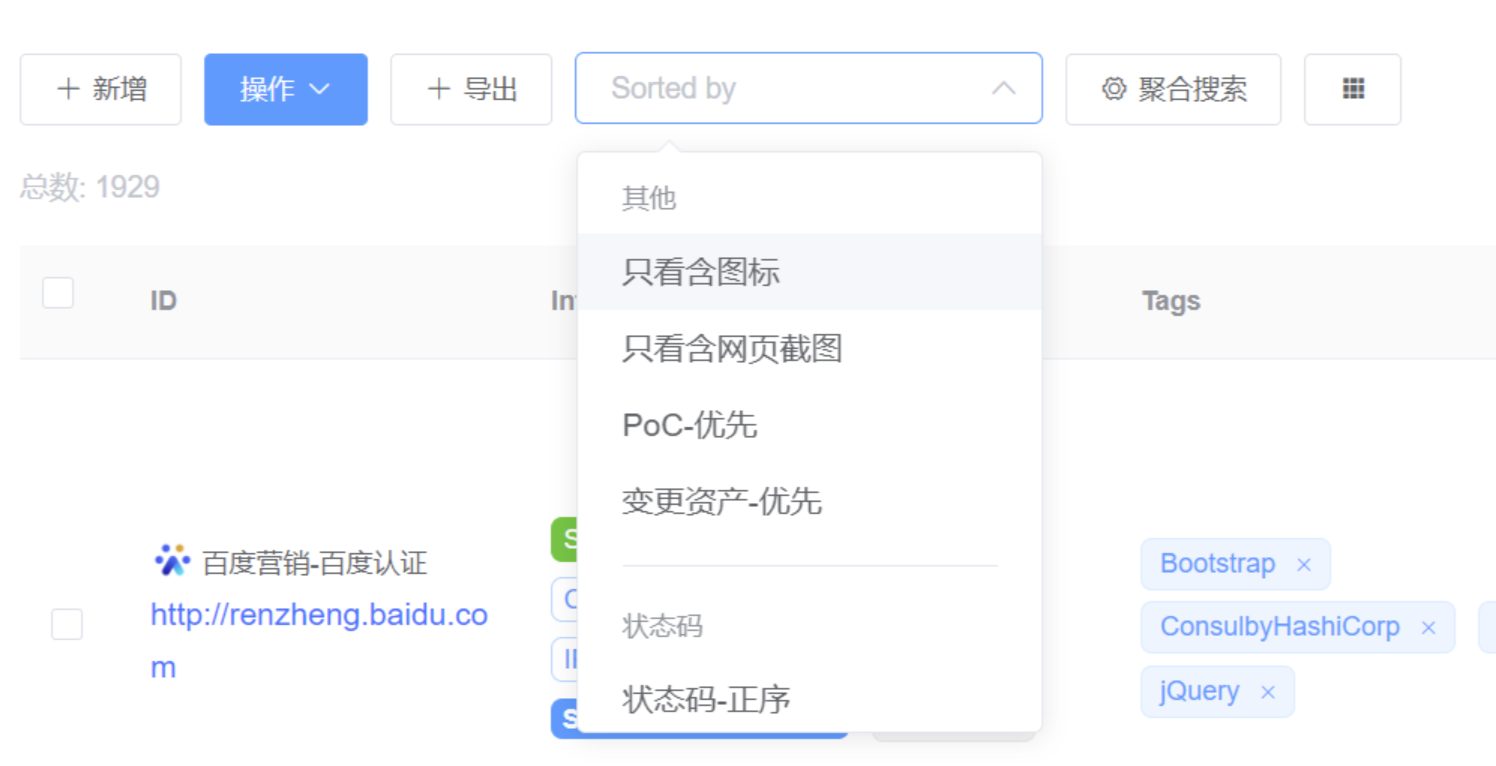 + 新增
操作
+ 导出
Sorted by
聚合搜索
总数: 1929
其他
只看含图标
只看含网页截图
PoC-优先
变更资产-优先
状态码
状态码-正序
ID
Tags
百度营销-百度认证
http://renzheng.baidu.co
m
Bootstrap ×
ConsulbyHashiCorp ×
jQuery ×